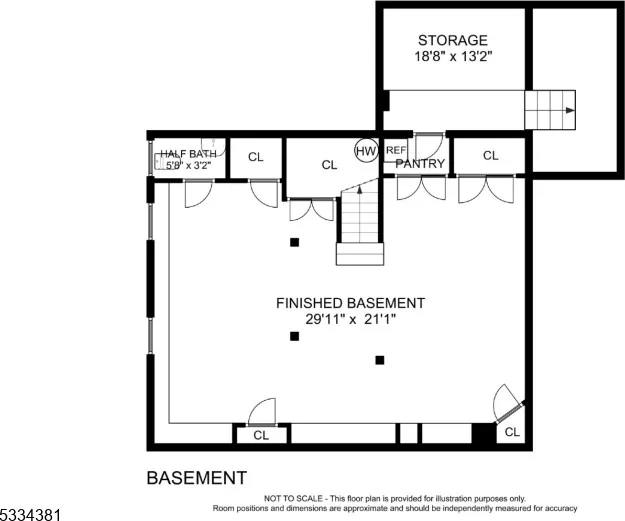 STORAGE
18'8" x 13'2"
HALF BATH
5'8" x 3'2"
CL
CL
HW
REF
PANTRY
CL
FINISHED BASEMENT
29'11" x 21'1"
CL
CL
BASEMENT
NOT TO SCALE - This floor plan is provided for illustration purposes only.
Room positions and dimensions are approximate and should be independently measured for accuracy
5334381